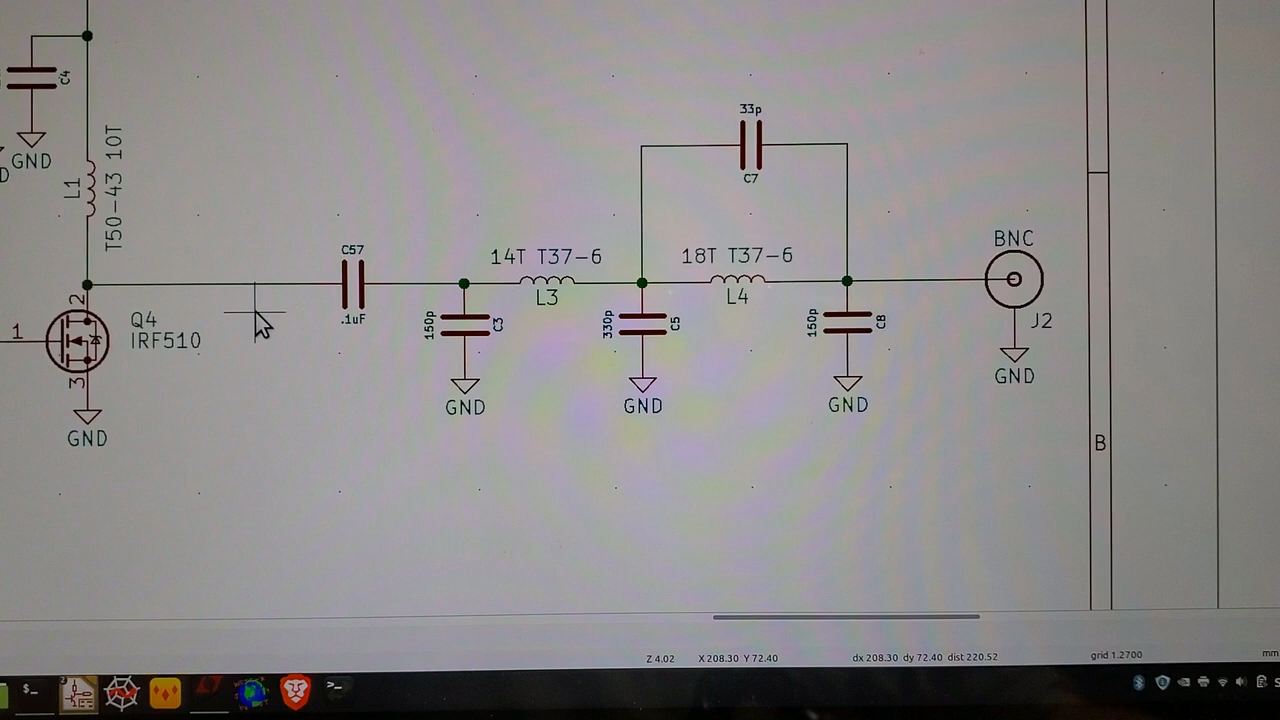 C4
GND
L1
T50-43 10T
2
1
Q4
IRF510
3
GND
C57
.1uF
150p
C3
GND
14T T37-6
L3
33p
C7
330p
C5
GND
18T T37-6
L4
150p
C8
GND
BNC
J2
GND
B
Z 4.02
X 208.30 Y 72.40
dx 208.30 dy 72.40 dist 220.52
grid 1.2700
mm
$_
>_